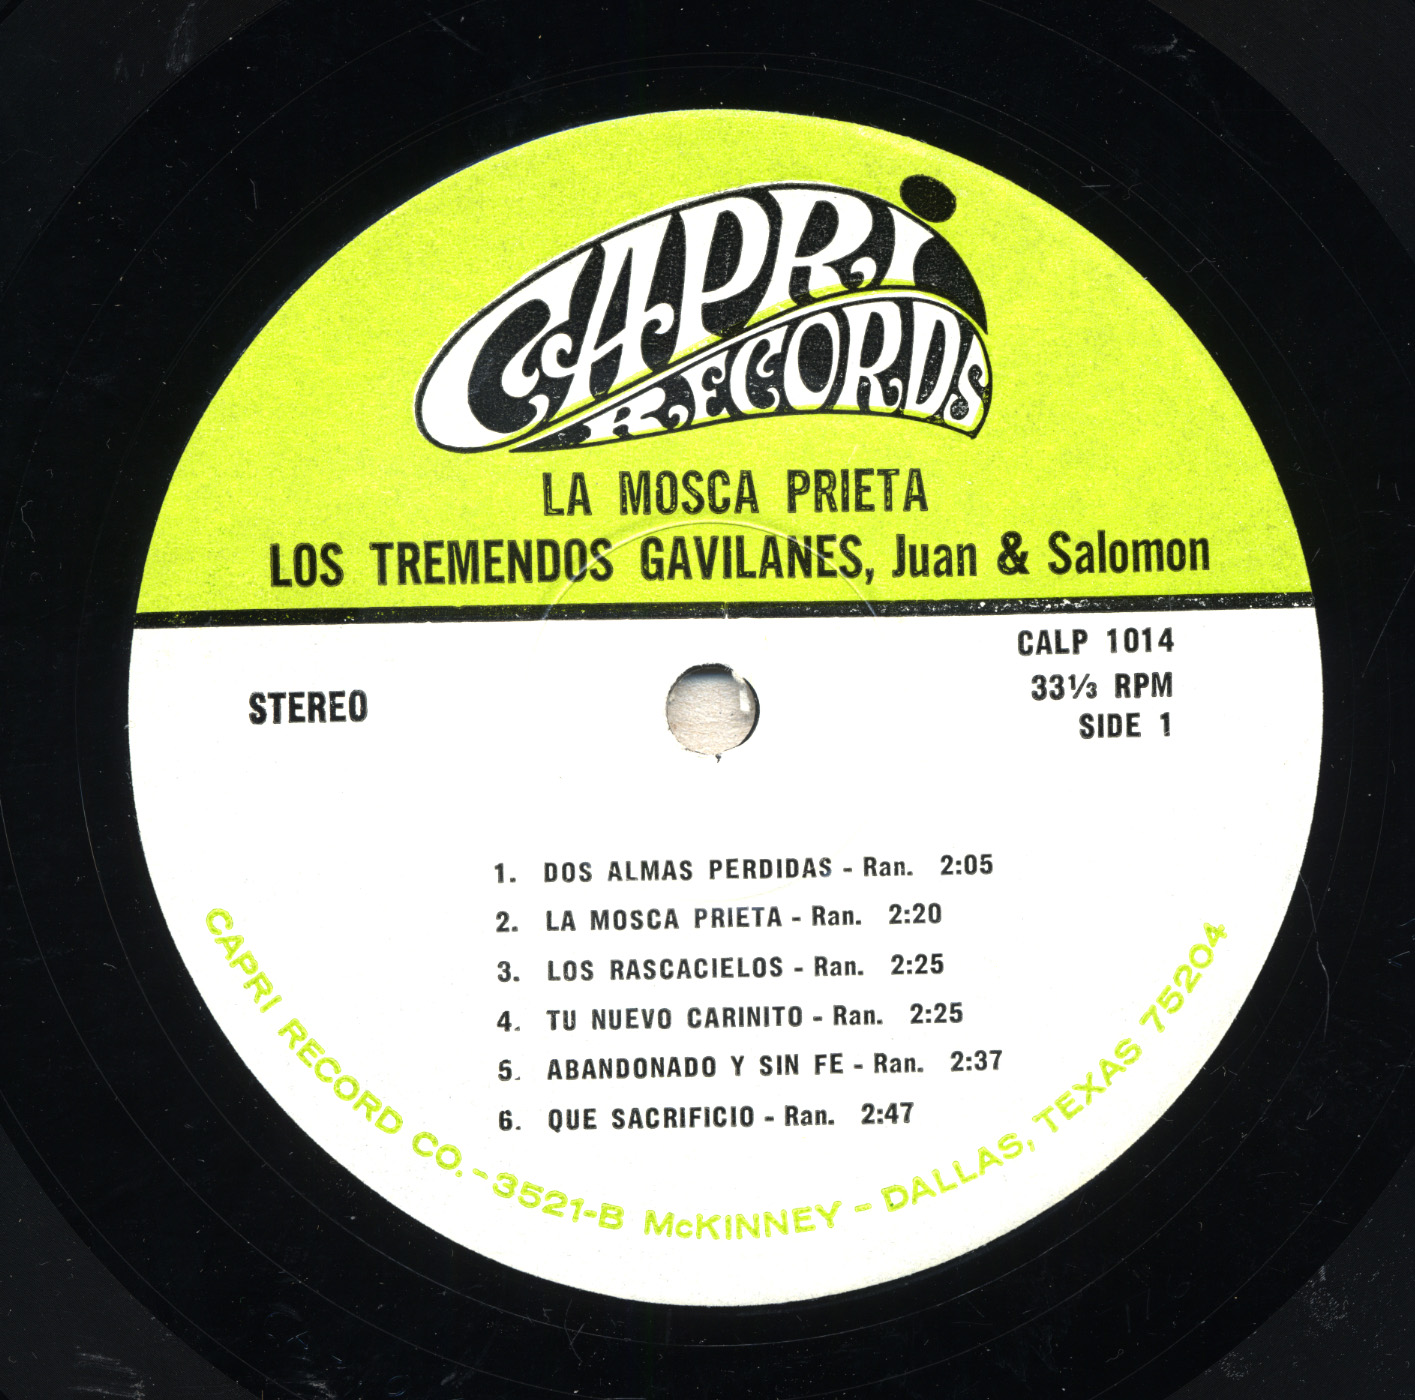 CAPRI
RECORDS
LA MOSCA PRIETA
LOS TREMENDOS GAVILANES, Juan & Salomon
CALP 1014
33⅓ RPM
SIDE 1
STEREO
1. DOS ALMAS PERDIDAS - Ran. 2:05
2. LA MOSCA PRIETA - Ran. 2:20
3. LOS RASCACIELOS - Ran. 2:25
4. TU NUEVO CARINITO - Ran. 2:25
5. ABANDONADO Y SIN FE - Ran. 2:37
6. QUE SACRIFICIO - Ran. 2:47
CAPRI RECORD CO. - 3521-B McKINNEY - DALLAS, TEXAS 75204